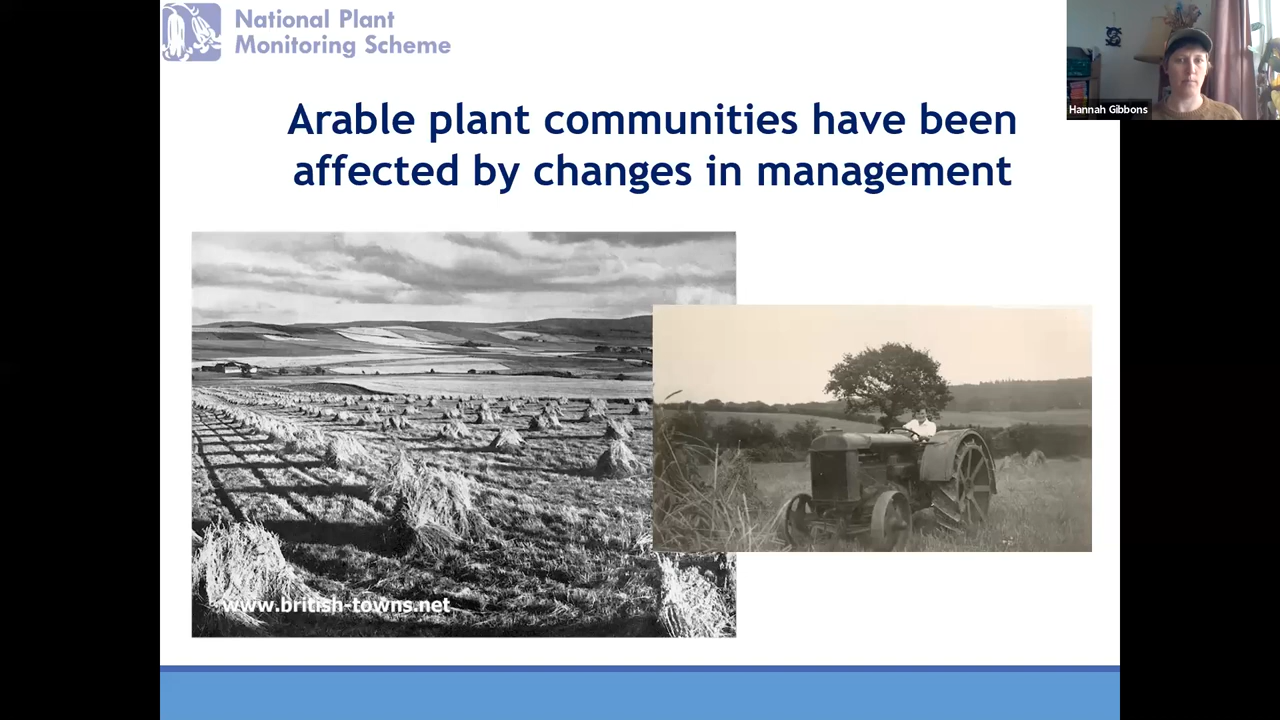 National Plant
Monitoring Scheme
Hannah Gibbons
Arable plant communities have been
affected by changes in management
www.british-towns.net